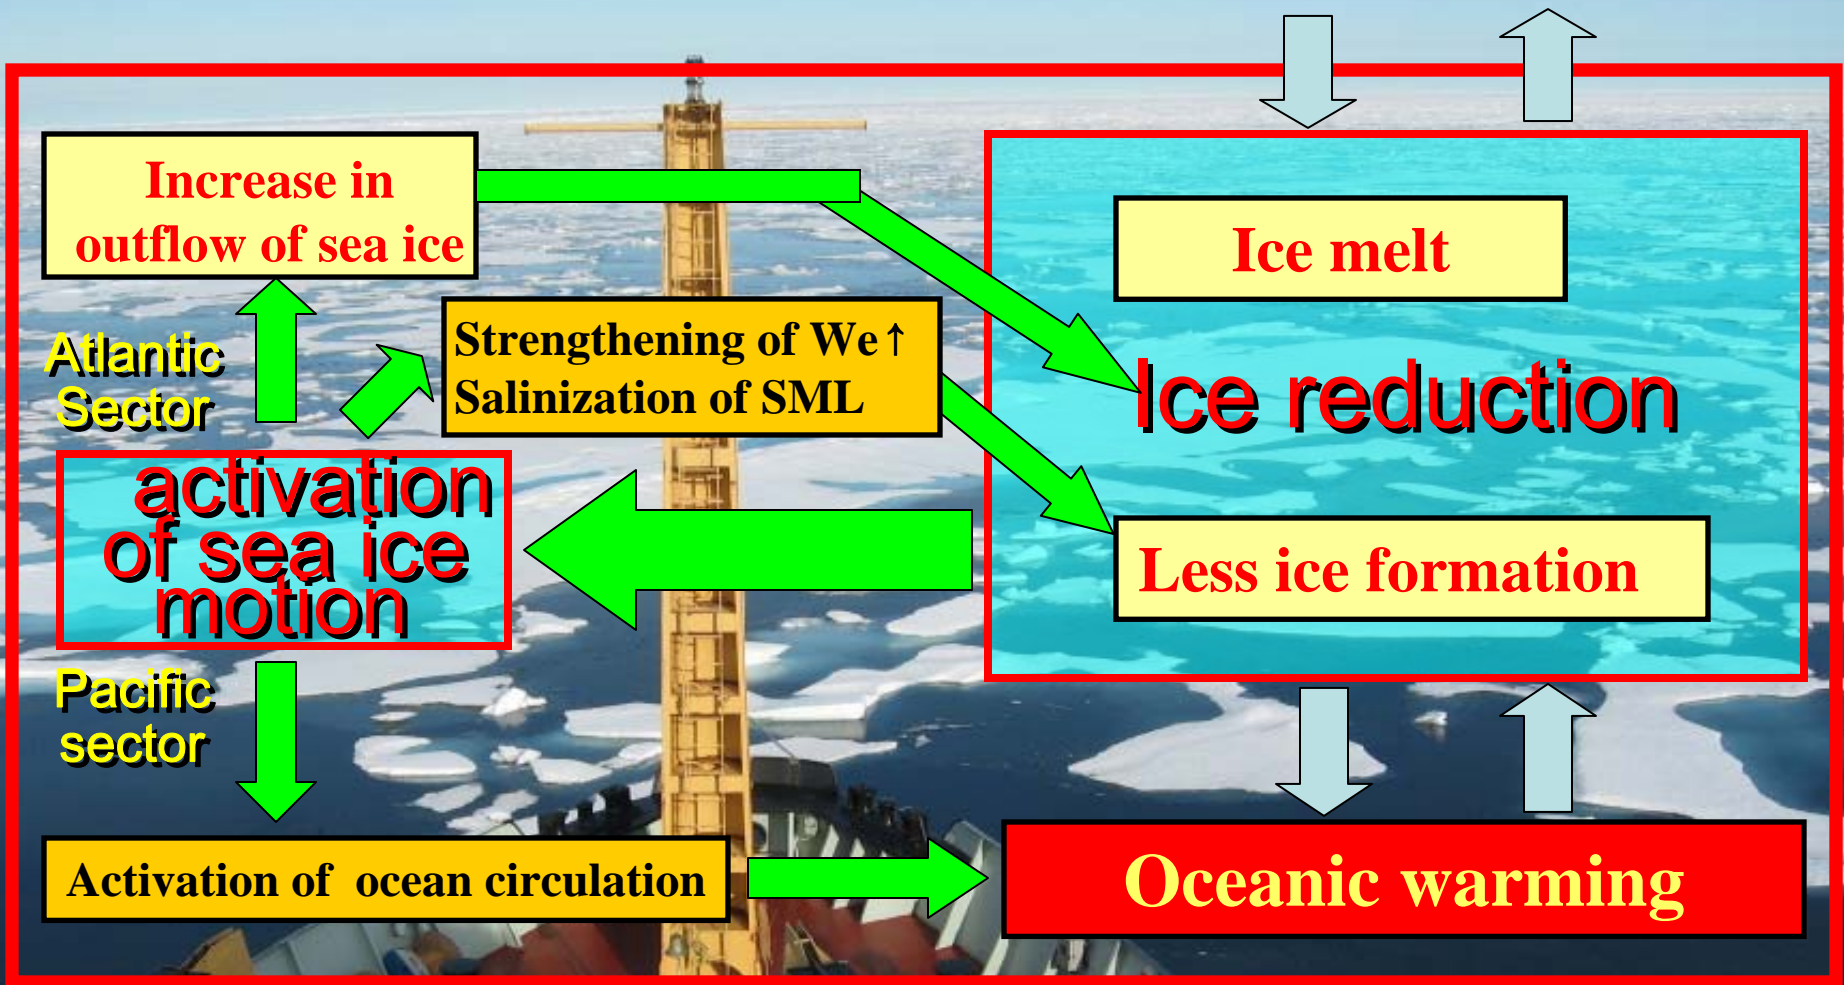 Increase in
outflow of sea ice
Ice melt
Atlantic
Sector
Strengthening of We↑
Salinization of SML
Ice reduction
activation
of sea ice
motion
Less ice formation
Pacific
sector
Activation of ocean circulation
Oceanic warming